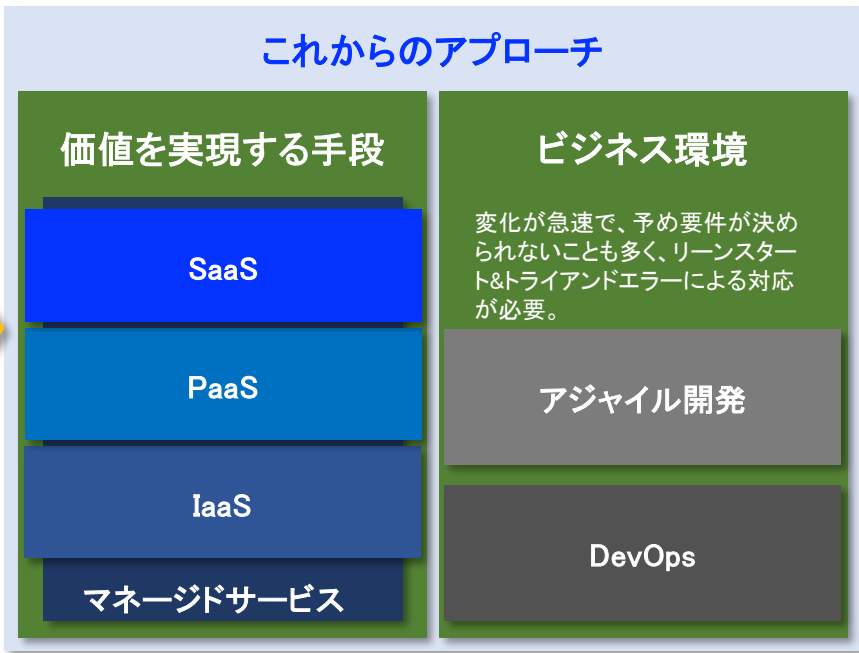 これからのアプローチ
価値を実現する手段
SaaS
PaaS
IaaS
マネージドサービス
ビジネス環境
変化が急速で、予め要件が決め
られないことも多く、リーンスター
ト&トライアンドエラーによる対応
が必要。
アジャイル開発
DevOps